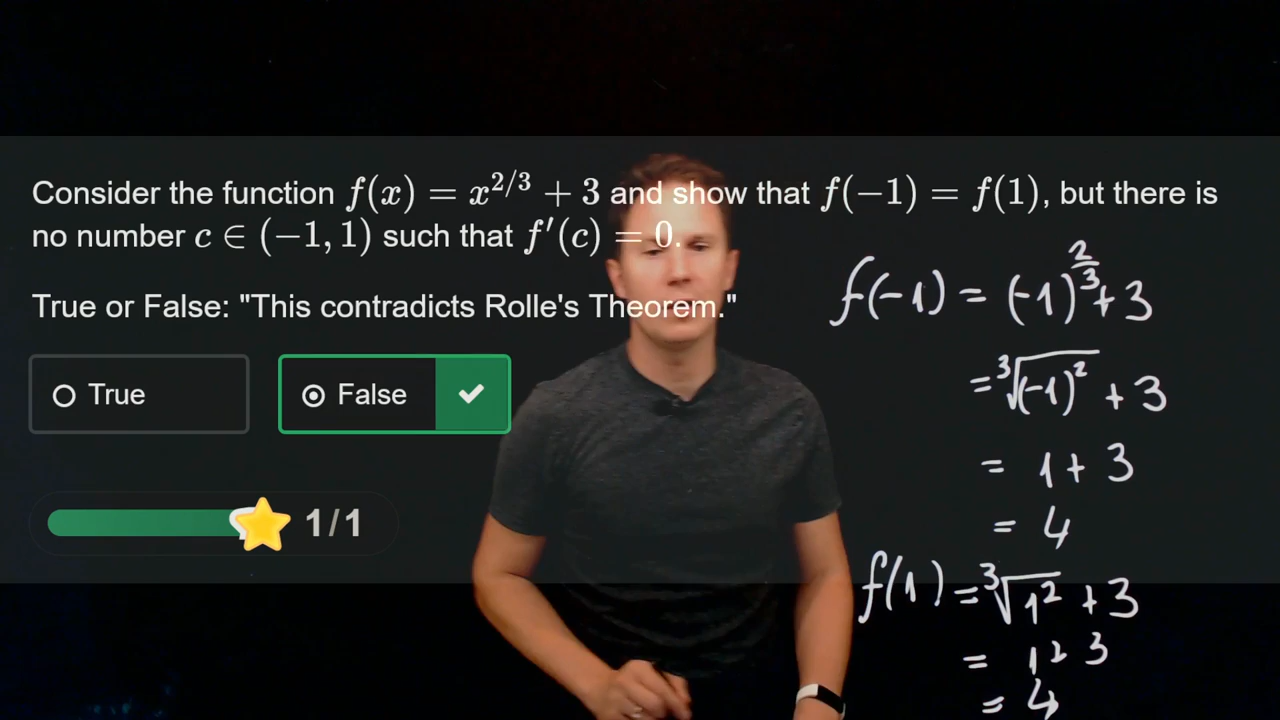 Consider the function f(x) = x^{2/3} + 3 and show that f(−1) = f(1), but there is
no number c ∈ (−1, 1) such that f′(c) = 0.
True or False: "This contradicts Rolle's Theorem."
True
False
1/1
f(-1) = (-1)^{2/3} + 3
= ∛(-1)² + 3
= 1 + 3
= 4
f(1) = ∛1² + 3
= 1 + 3
= 4